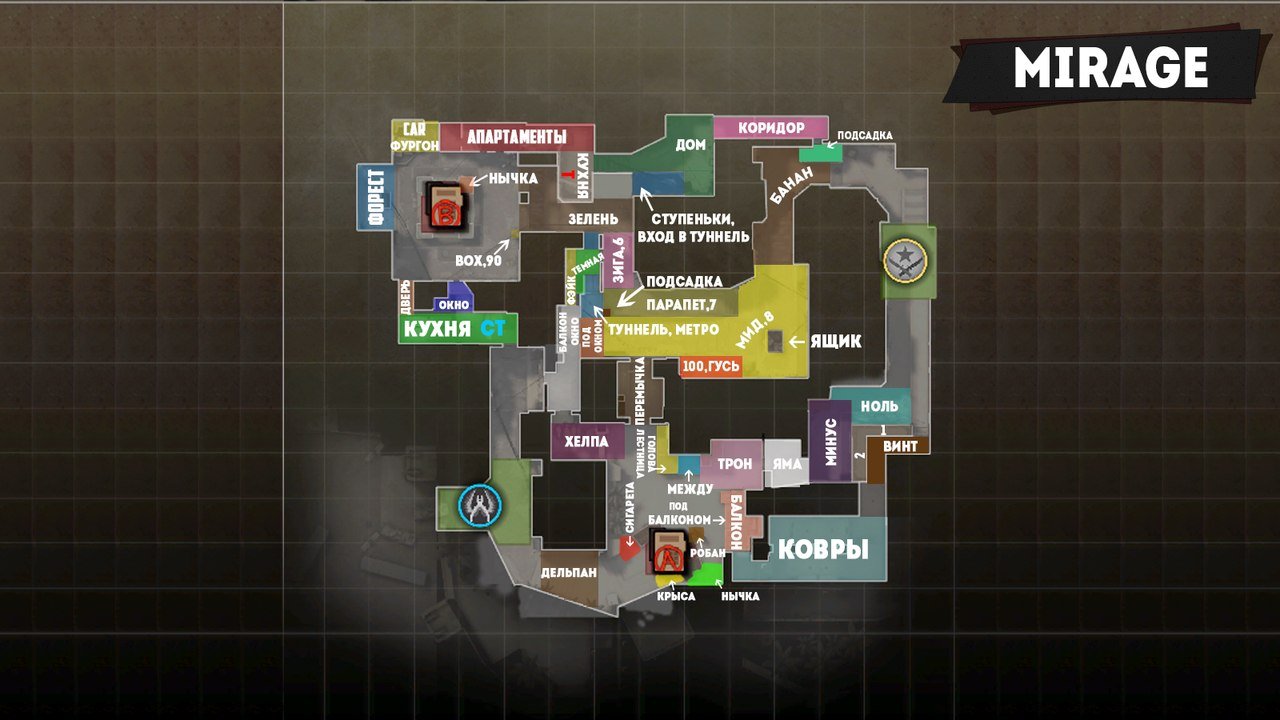 MIRAGE
CAR
ФУРГОН
АПАРТАМЕНТЫ
ДОМ
КОРИДОР
ПОДСАДКА
ФОРЕСТ
НЫЧКА
КУХНЯ
Т
БАНАН
B
ЗЕЛЕНЬ
СТУПЕНЬКИ,
ВХОД В ТУННЕЛЬ
BOX,90
ТЕМНАЯ
ЗИГА,6
ФЭЙК
ПОДСАДКА
ДВЕРЬ
ОКНО
ПАРАПЕТ,7
КУХНЯ СТ
БАЛКОН
ОКНО
ПОД
ОКНОМ
ТУННЕЛЬ, МЕТРО
МИД,8
ЯЩИК
100,ГУСЬ
ПЕРЕМЫЧКА
НОЛЬ
МИНУС
1
2
ВИНТ
ХЕЛПА
ЛЕСТНИЦА
ГОЛОВА
ТРОН
ЯМА
МЕЖДУ
СИГАРЕТА
ПОД
БАЛКОНОМ
БАЛКОН
КОВРЫ
A
РОБАН
ДЕЛЬПАН
КРЫСА
НЫЧКА